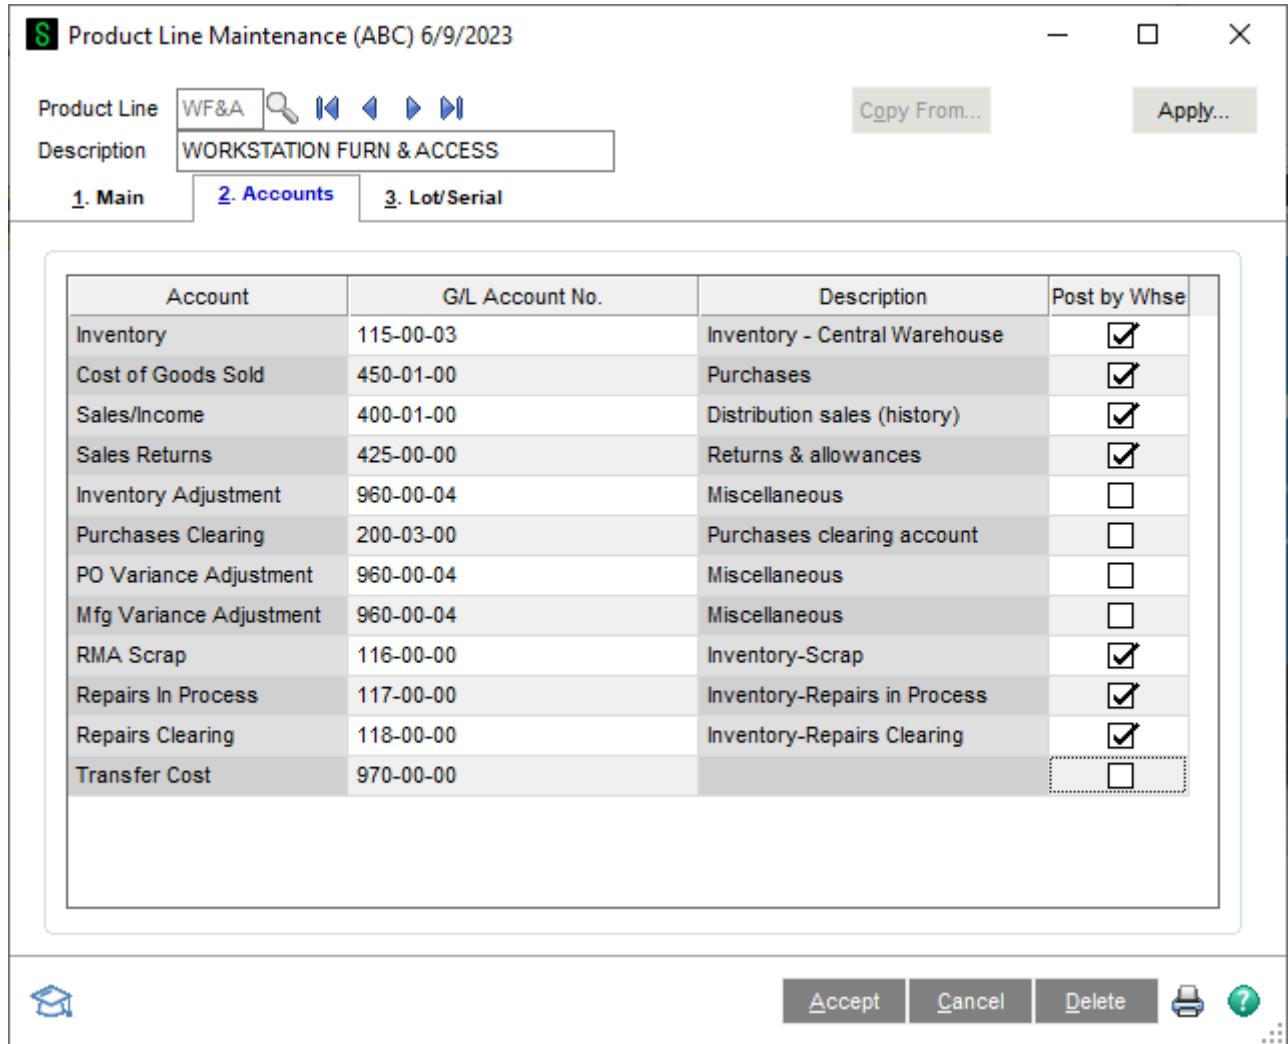 S Product Line Maintenance (ABC) 6/9/2023
Product Line WF&A Copy From... Apply...
Description WORKSTATION FURN & ACCESS
1. Main 2. Accounts 3. Lot/Serial
Account G/L Account No. Description Post by Whse
Inventory 115-00-03 Inventory - Central Warehouse
Cost of Goods Sold 450-01-00 Purchases
Sales/Income 400-01-00 Distribution sales (history)
Sales Returns 425-00-00 Returns & allowances
Inventory Adjustment 960-00-04 Miscellaneous
Purchases Clearing 200-03-00 Purchases clearing account
PO Variance Adjustment 960-00-04 Miscellaneous
Mfg Variance Adjustment 960-00-04 Miscellaneous
RMA Scrap 116-00-00 Inventory-Scrap
Repairs In Process 117-00-00 Inventory-Repairs in Process
Repairs Clearing 118-00-00 Inventory-Repairs Clearing
Transfer Cost 970-00-00
Accept Cancel Delete ?